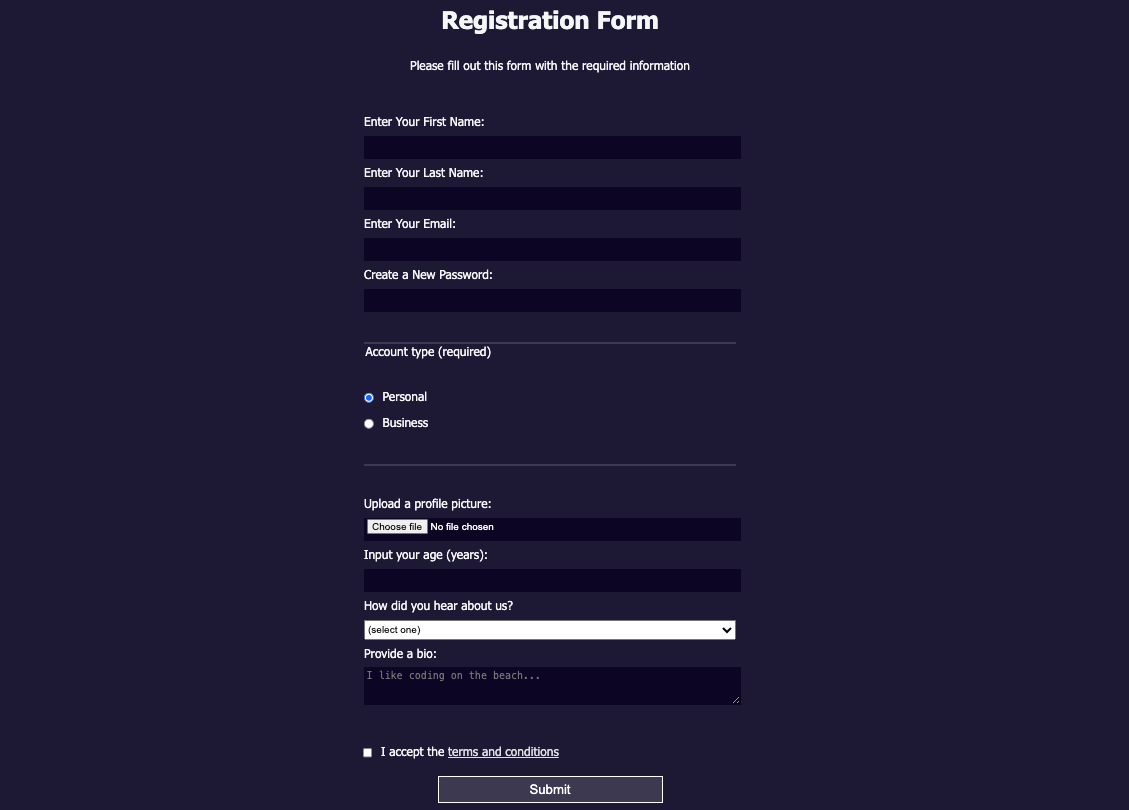 Registration Form
Please fill out this form with the required information
Enter Your First Name:
Enter Your Last Name:
Enter Your Email:
Create a New Password:
Account type (required)
Personal
Business
Upload a profile picture:
Choose file No file chosen
Input your age (years):
How did you hear about us?
(select one)
Provide a bio:
I like coding on the beach...
I accept the terms and conditions
Submit